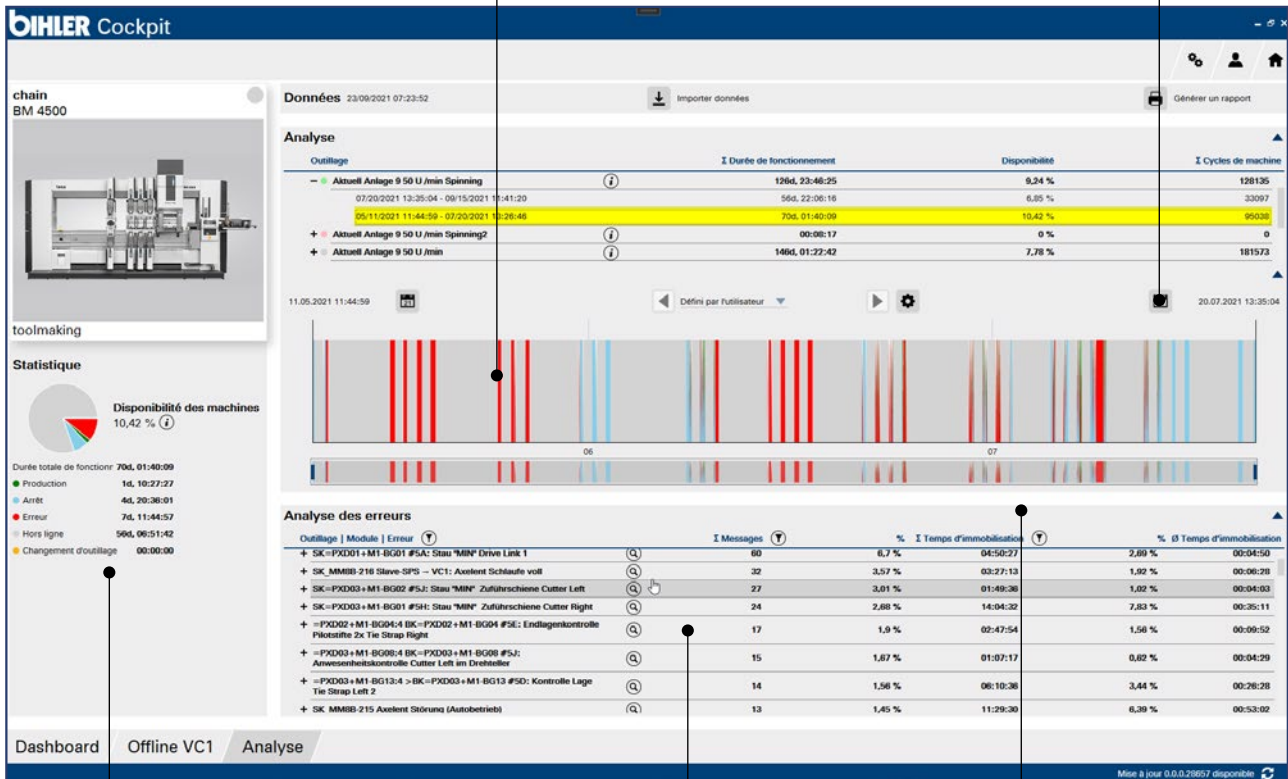 BIHLER Cockpit
chain
BM 4500
toolmaking
Statistique
Disponibilité des machines
10,42 %
Durée totale de fonctionr 70d, 01:40:09
Production 1d, 10:27:27
Arrêt 4d, 20:36:01
Erreur 7d, 11:44:57
Hors ligne 56d, 06:51:42
Changement d'outillage 00:00:00
Données 23/09/2021 07:23:52 Importer données Générer un rapport
Analyse
Outillage Σ Durée de fonctionnement Disponibilité Σ Cycles de machine
– Aktuell Anlage 9 50 U /min Spinning 126d, 23:46:25 9,24 % 128135
07/20/2021 13:35:04 - 09/15/2021 11:41:20 56d, 22:06:16 6,85 % 33097
05/11/2021 11:44:59 - 07/20/2021 13:26:46 70d, 01:40:09 10,42 % 95038
+ Aktuell Anlage 9 50 U /min Spinning2 00:08:17 0 % 0
+ Aktuell Anlage 9 50 U /min 146d, 01:22:42 7,78 % 181573
11.05.2021 11:44:59 Défini par l'utilisateur 20.07.2021 13:35:04
06 07
Analyse des erreurs
Outillage | Module | Erreur Σ Messages % Σ Temps d'immobilisation % Ø Temps d'immobilisation
+ SK=PXD01+M1-BG01 #5A: Stau "MIN" Drive Link 1 60 6,7 % 04:50:27 2,69 % 00:04:50
+ SK_MM8B-216 Slave-SPS → VC1: Axelent Schlaufe voll 32 3,57 % 03:27:13 1,92 % 00:06:28
+ SK=PXD03+M1-BG02 #5J: Stau "MIN" Zuführschiene Cutter Left 27 3,01 % 01:49:36 1,02 % 00:04:03
+ SK=PXD03+M1-BG01 #5H: Stau "MIN" Zuführschiene Cutter Right 24 2,68 % 14:04:32 7,83 % 00:35:11
+ =PXD02+M1-BG04:4 BK=PXD02+M1-BG04 #5E: Endlagenkontrolle
Pilotstifte 2x Tie Strap Right 17 1,9 % 02:47:54 1,56 % 00:09:52
+ =PXD03+M1-BG08:4 BK=PXD03+M1-BG08 #5J:
Anwesenheitskontrolle Cutter Left im Drehteller 15 1,67 % 01:07:17 0,62 % 00:04:29
+ =PXD03+M1-BG13:4 >BK=PXD03+M1-BG13 #5D: Kontrolle Lage
Tie Strap Left 2 14 1,56 % 06:10:36 3,44 % 00:26:28
+ SK_MM8B-215 Axelent Störung (Autobetrieb) 13 1,45 % 11:29:30 6,39 % 00:53:02
Dashboard Offline VC1 Analyse
Mise à jour 0.0.0.28657 disponible